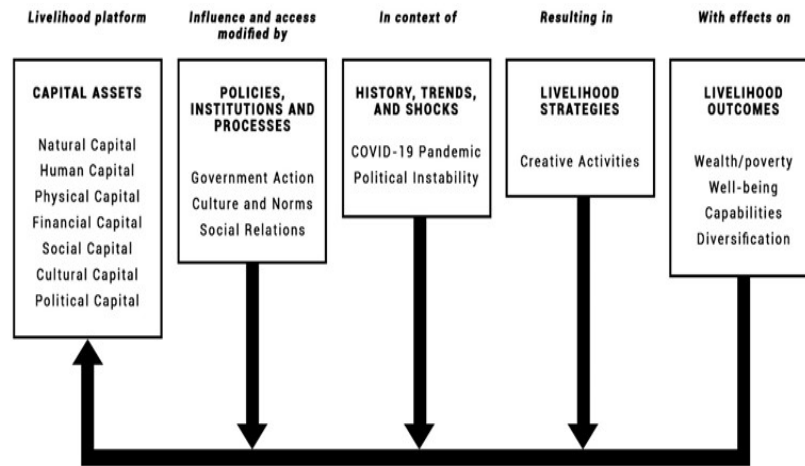 Livelihood platform
Influence and access
modified by
In context of
Resulting in
With effects on
CAPITAL ASSETS
Natural Capital
Human Capital
Physical Capital
Financial Capital
Social Capital
Cultural Capital
Political Capital
POLICIES,
INSTITUTIONS AND
PROCESSES
Government Action
Culture and Norms
Social Relations
HISTORY, TRENDS,
AND SHOCKS
COVID-19 Pandemic
Political Instability
LIVELIHOOD
STRATEGIES
Creative Activities
LIVELIHOOD
OUTCOMES
Wealth/poverty
Well-being
Capabilities
Diversification